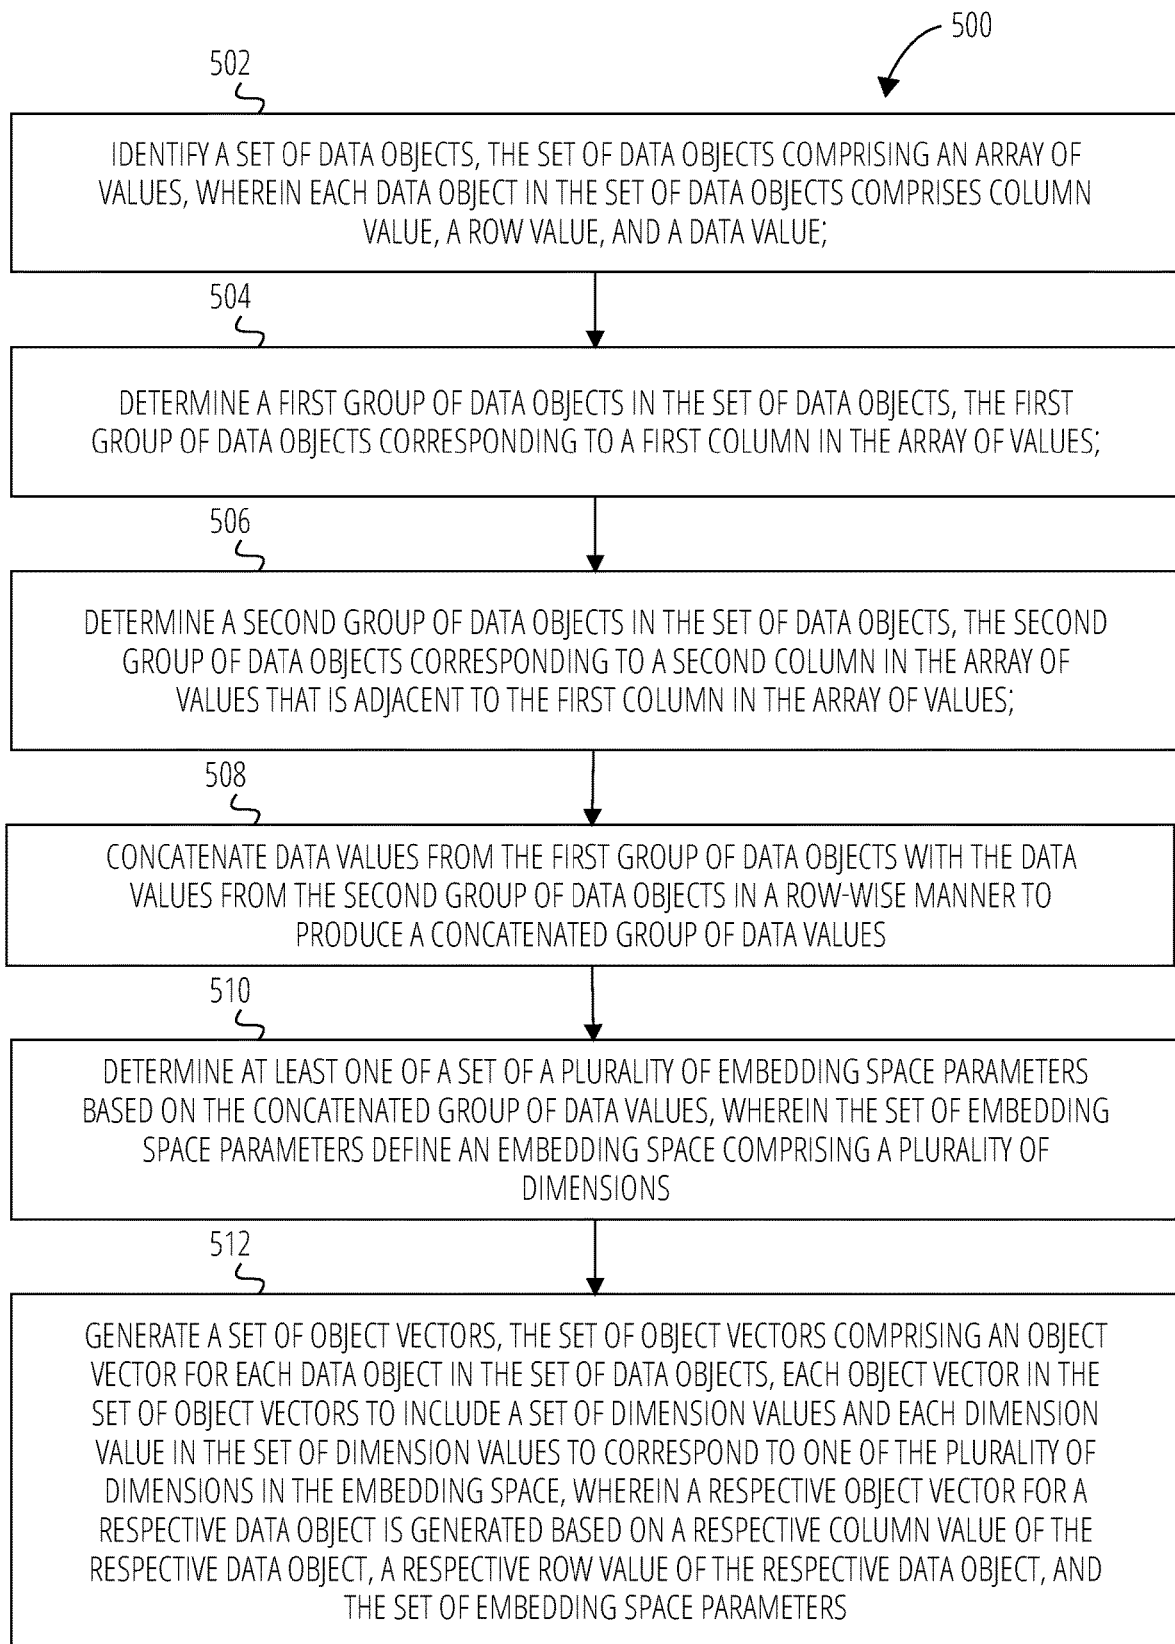 500
502
IDENTIFY A SET OF DATA OBJECTS, THE SET OF DATA OBJECTS COMPRISING AN ARRAY OF
VALUES, WHEREIN EACH DATA OBJECT IN THE SET OF DATA OBJECTS COMPRISES COLUMN
VALUE, A ROW VALUE, AND A DATA VALUE;
504
DETERMINE A FIRST GROUP OF DATA OBJECTS IN THE SET OF DATA OBJECTS, THE FIRST
GROUP OF DATA OBJECTS CORRESPONDING TO A FIRST COLUMN IN THE ARRAY OF VALUES;
506
DETERMINE A SECOND GROUP OF DATA OBJECTS IN THE SET OF DATA OBJECTS, THE SECOND
GROUP OF DATA OBJECTS CORRESPONDING TO A SECOND COLUMN IN THE ARRAY OF
VALUES THAT IS ADJACENT TO THE FIRST COLUMN IN THE ARRAY OF VALUES;
508
CONCATENATE DATA VALUES FROM THE FIRST GROUP OF DATA OBJECTS WITH THE DATA
VALUES FROM THE SECOND GROUP OF DATA OBJECTS IN A ROW-WISE MANNER TO
PRODUCE A CONCATENATED GROUP OF DATA VALUES
510
DETERMINE AT LEAST ONE OF A SET OF A PLURALITY OF EMBEDDING SPACE PARAMETERS
BASED ON THE CONCATENATED GROUP OF DATA VALUES, WHEREIN THE SET OF EMBEDDING
SPACE PARAMETERS DEFINE AN EMBEDDING SPACE COMPRISING A PLURALITY OF
DIMENSIONS
512
GENERATE A SET OF OBJECT VECTORS, THE SET OF OBJECT VECTORS COMPRISING AN OBJECT
VECTOR FOR EACH DATA OBJECT IN THE SET OF DATA OBJECTS, EACH OBJECT VECTOR IN THE
SET OF OBJECT VECTORS TO INCLUDE A SET OF DIMENSION VALUES AND EACH DIMENSION
VALUE IN THE SET OF DIMENSION VALUES TO CORRESPOND TO ONE OF THE PLURALITY OF
DIMENSIONS IN THE EMBEDDING SPACE, WHEREIN A RESPECTIVE OBJECT VECTOR FOR A
RESPECTIVE DATA OBJECT IS GENERATED BASED ON A RESPECTIVE COLUMN VALUE OF THE
RESPECTIVE DATA OBJECT, A RESPECTIVE ROW VALUE OF THE RESPECTIVE DATA OBJECT, AND
THE SET OF EMBEDDING SPACE PARAMETERS